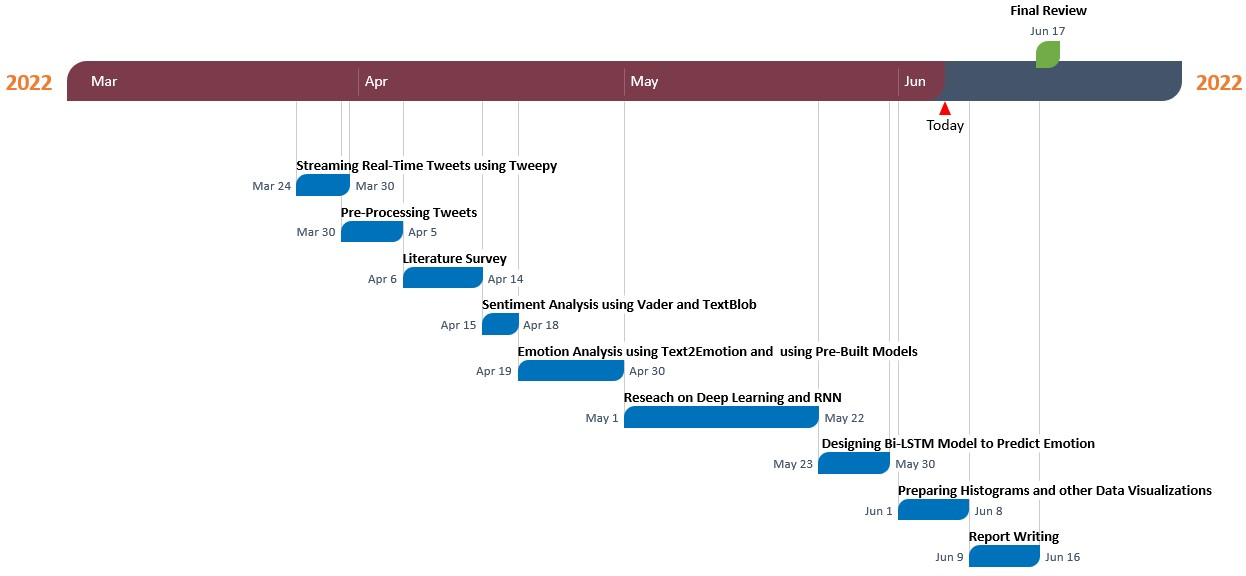 Final Review
Jun 17
2022 Mar Apr May Jun 2022
Today
Streaming Real-Time Tweets using Tweepy
Mar 24 Mar 30
Pre-Processing Tweets
Mar 30 Apr 5
Literature Survey
Apr 6 Apr 14
Sentiment Analysis using Vader and TextBlob
Apr 15 Apr 18
Emotion Analysis using Text2Emotion and  using Pre-Built Models
Apr 19 Apr 30
Reseach on Deep Learning and RNN
May 1 May 22
Designing Bi-LSTM Model to Predict Emotion
May 23 May 30
Preparing Histograms and other Data Visualizations
Jun 1 Jun 8
Report Writing
Jun 9 Jun 16